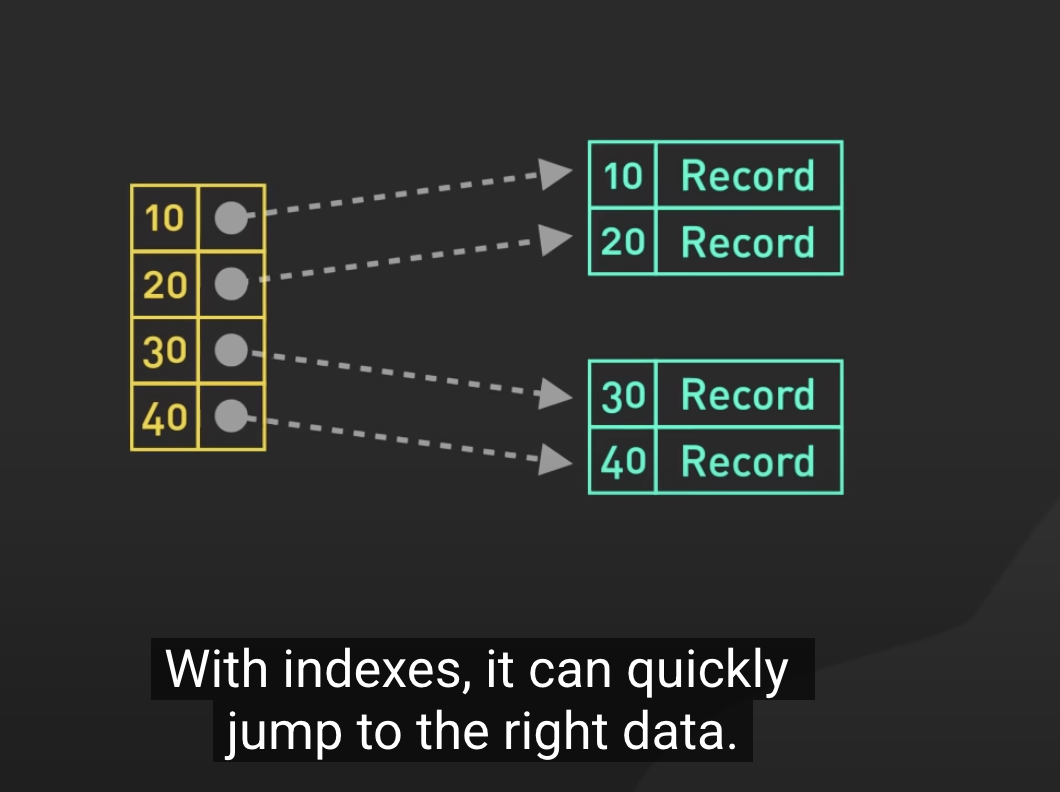 10
20
30
40
10 Record
20 Record
30 Record
40 Record
With indexes, it can quickly
jump to the right data.